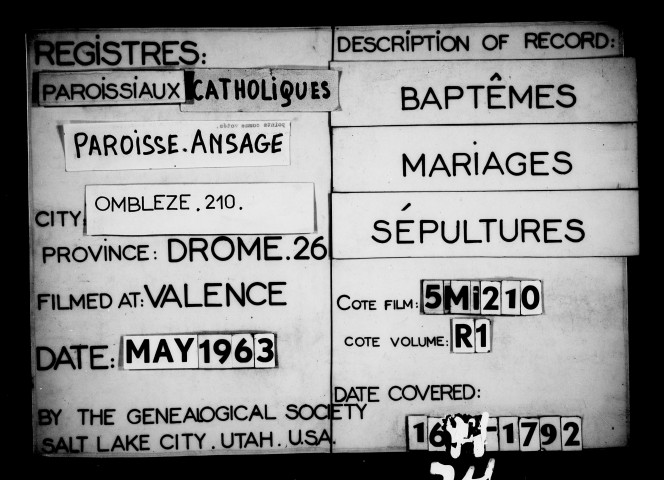 REGISTRES:
PAROISSIAUX CATHOLIQUES
PAROISSE.ANSAGE
CITY OMBLEZE.210.
PROVINCE: DROME.26
FILMED AT: VALENCE
DATE: MAY 1963
BY THE GENEALOGICAL SOCIETY
SALT LAKE CITY. UTAH. U.S.A.
DESCRIPTION OF RECORD:
BAPTÊMES
MARIAGES
SÉPULTURES
COTE FILM: 5Mi210
COTE VOLUME: R1
DATE COVERED:
-1792